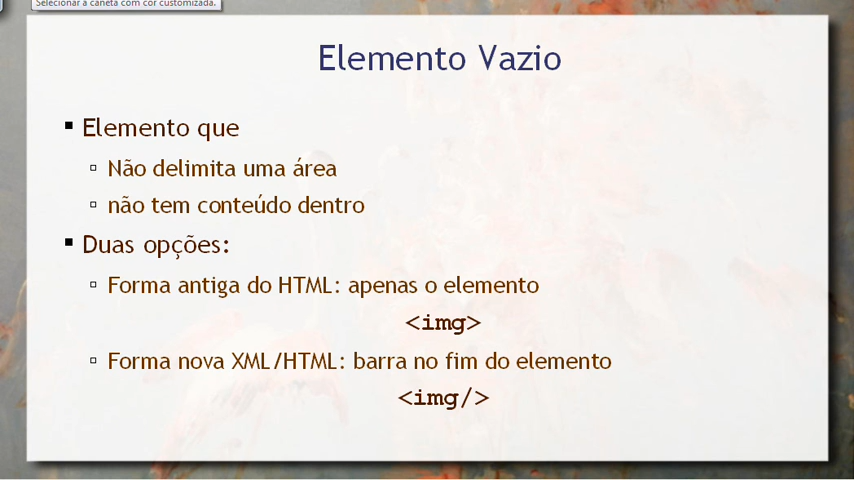 Selecionar a caneta com cor customizada.
Elemento Vazio
Elemento que
Não delimita uma área
não tem conteúdo dentro
Duas opções:
Forma antiga do HTML: apenas o elemento
<img>
Forma nova XML/HTML: barra no fim do elemento
<img/>